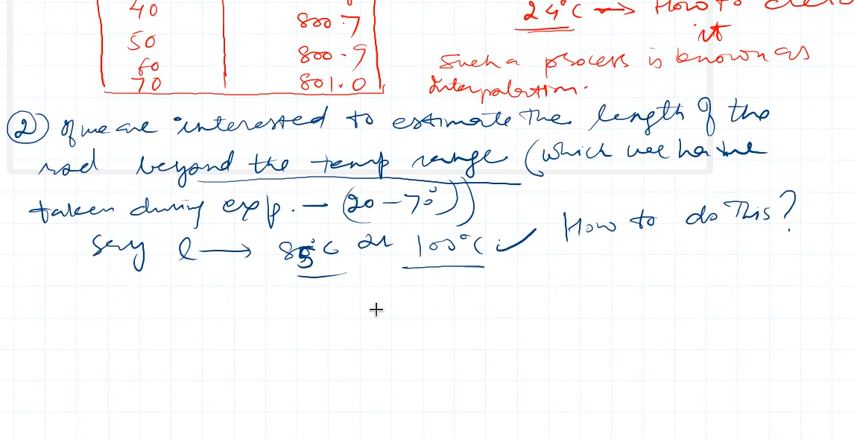 40
800.7
24°C → How to
50
it
60
800.9
such a process is known as
70
801.0
Interpolation.
② If we are interested to estimate the length of the
rod beyond the temp range (which we have
taken during exp. – (20 – 70°))
How to do This?
say l → 85°C or 100°C ✓